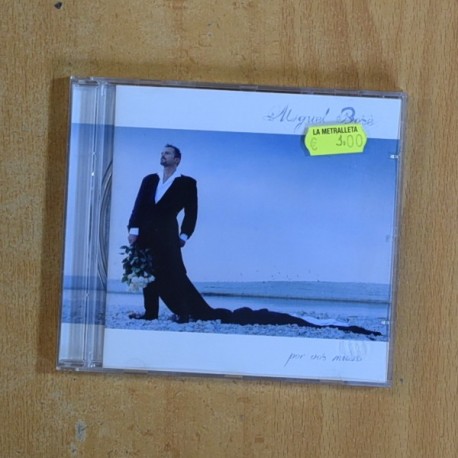 Miguel Bosé
LA METRALLETA
€ 3.00
por vos muero